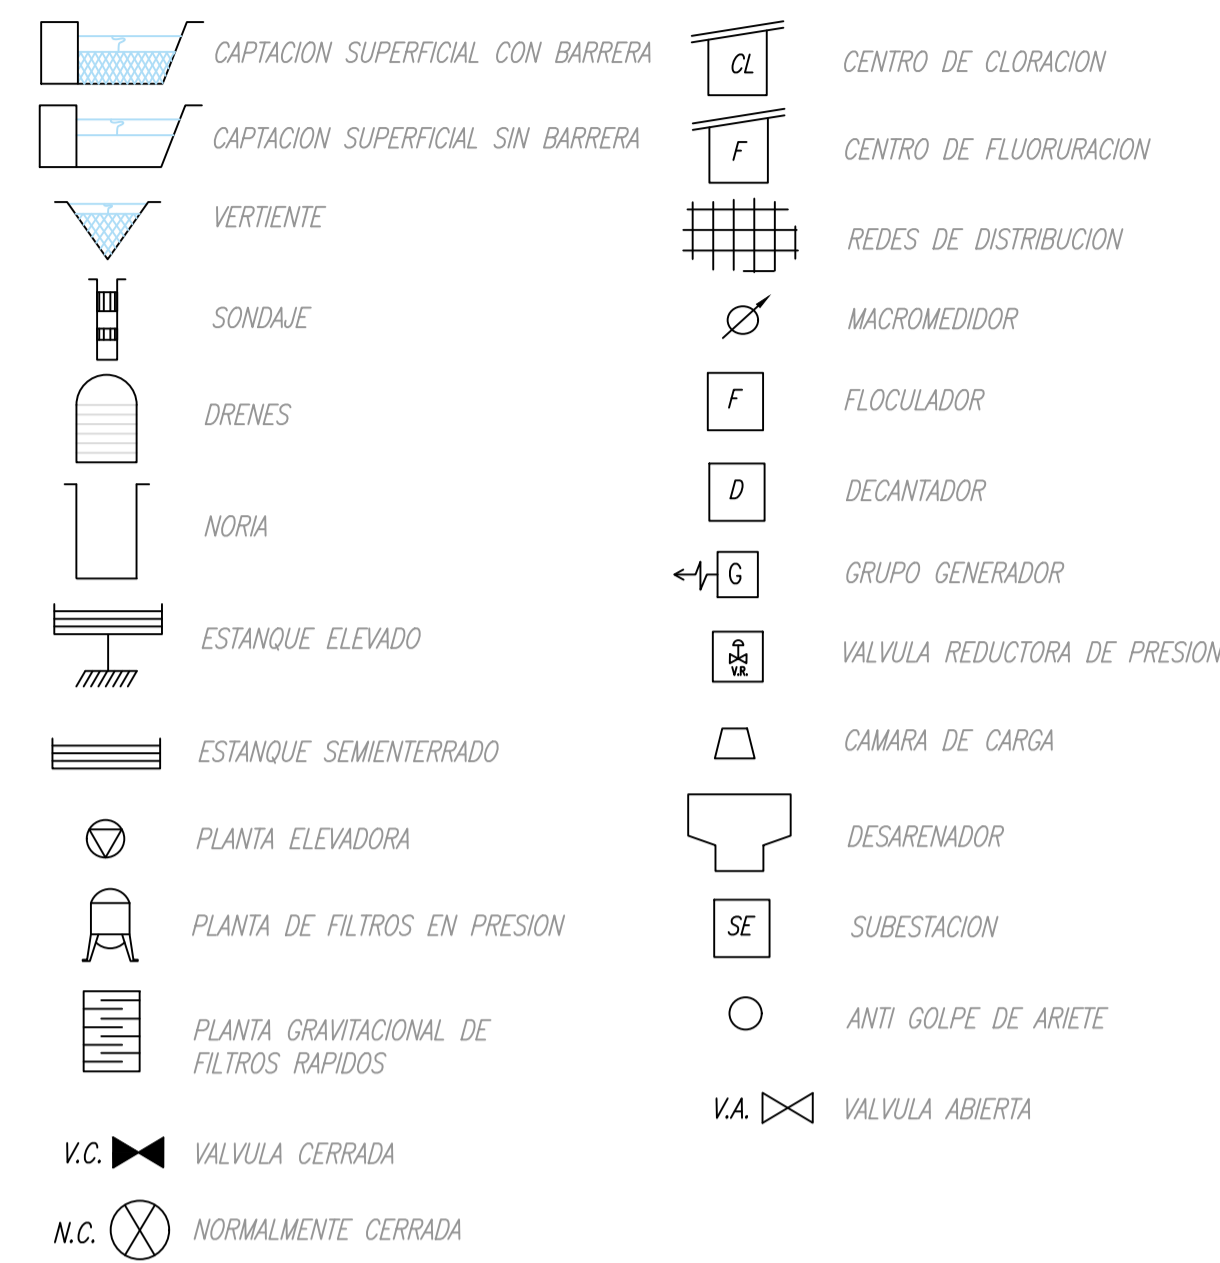 CAPTACION SUPERFICIAL CON BARRERA
CAPTACION SUPERFICIAL SIN BARRERA
VERTIENTE
SONDAJE
DRENES
NORIA
ESTANQUE ELEVADO
ESTANQUE SEMIENTERRADO
PLANTA ELEVADORA
PLANTA DE FILTROS EN PRESION
PLANTA GRAVITACIONAL DE
FILTROS RAPIDOS
V.C. VALVULA CERRADA
N.C. NORMALMENTE CERRADA
CL CENTRO DE CLORACION
F CENTRO DE FLUORURACION
REDES DE DISTRIBUCION
MACROMEDIDOR
F FLOCULADOR
D DECANTADOR
G GRUPO GENERADOR
V.R. VALVULA REDUCTORA DE PRESION
CAMARA DE CARGA
DESARENADOR
SE SUBESTACION
ANTI GOLPE DE ARIETE
V.A. VALVULA ABIERTA